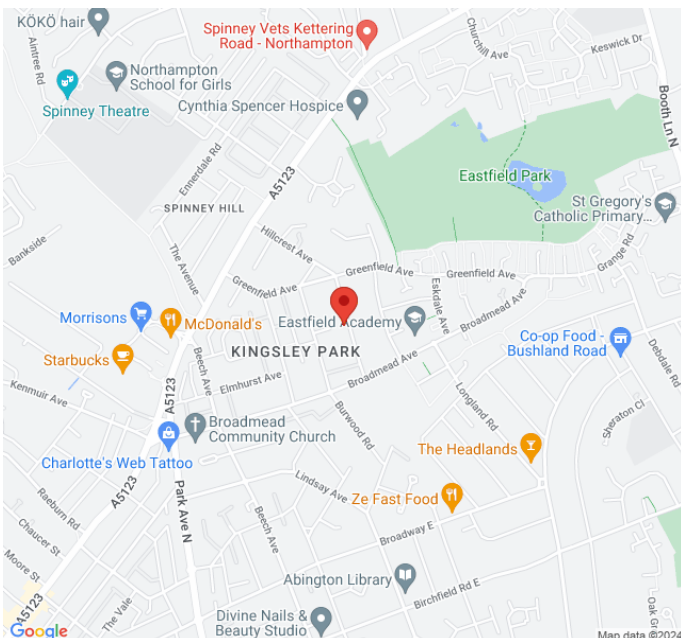 KÖKÖ hair
Spinney Vets Kettering
Road - Northampton
Churchill Ave
Keswick Dr
Aintree Rd
Northampton
School for Girls
Spinney Theatre
Cynthia Spencer Hospice
Booth Ln N
Ennerdale Rd
A5123
Eastfield Park
St Gregory's
Catholic Primary...
SPINNEY HILL
Bankside
The Avenue
Hillcrest Ave
Grange Rd
Greenfield Ave
Greenfield Ave
Greenfield Ave
Eskdale Ave
Broadmead Ave
Morrisons
McDonald's
Eastfield Academy
Co-op Food -
Bushland Road
Debdale Rd
Starbucks
KINGSLEY PARK
Beech Ave
Elmhurst Ave
Broadmead Ave
Kenmuir Ave
A5123
Longland Rd
Sheraton Cl
Burwood Rd
Broadmead
Community Church
Charlotte's Web Tattoo
The Headlands
Lindsay Ave
Ze Fast Food
Raeburn Rd
A5123
Park Ave N
Beech Ave
Broadway E
Chaucer St
Moore St
Abington Library
Birchfield Rd E
The Vale
A5123
Divine Nails &
Beauty Studio
Oak Gr
Google
Map data ©2024